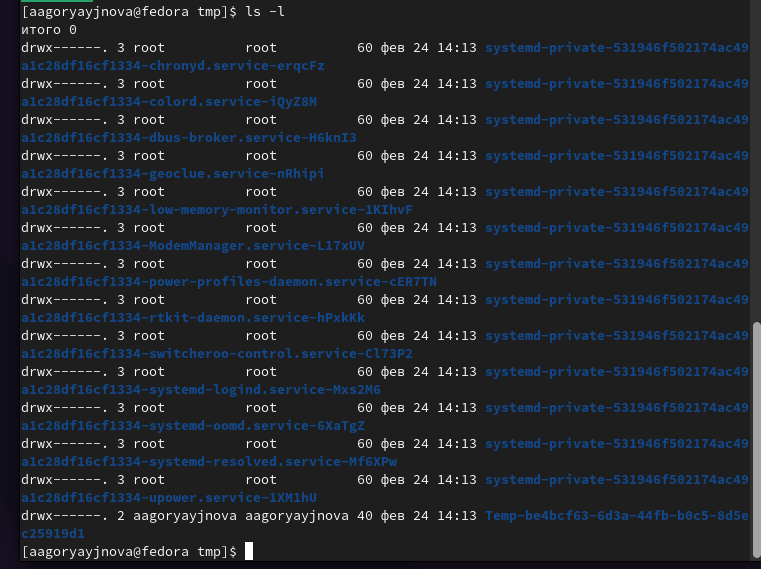 [aagoryayjnova@fedora tmp]$ ls -l
итого 0
drwx------. 3 root          root          60 фев 24 14:13 systemd-private-531946f502174ac49
a1c28df16cf1334-chronyd.service-erqcFz
drwx------. 3 root          root          60 фев 24 14:13 systemd-private-531946f502174ac49
a1c28df16cf1334-colord.service-iQyZ8M
drwx------. 3 root          root          60 фев 24 14:13 systemd-private-531946f502174ac49
a1c28df16cf1334-dbus-broker.service-H6knI3
drwx------. 3 root          root          60 фев 24 14:13 systemd-private-531946f502174ac49
a1c28df16cf1334-geoclue.service-nRhipi
drwx------. 3 root          root          60 фев 24 14:13 systemd-private-531946f502174ac49
a1c28df16cf1334-low-memory-monitor.service-1KIhvF
drwx------. 3 root          root          60 фев 24 14:13 systemd-private-531946f502174ac49
a1c28df16cf1334-ModemManager.service-L17xUV
drwx------. 3 root          root          60 фев 24 14:13 systemd-private-531946f502174ac49
a1c28df16cf1334-power-profiles-daemon.service-cER7TN
drwx------. 3 root          root          60 фев 24 14:13 systemd-private-531946f502174ac49
a1c28df16cf1334-rtkit-daemon.service-hPxkKk
drwx------. 3 root          root          60 фев 24 14:13 systemd-private-531946f502174ac49
a1c28df16cf1334-switcheroo-control.service-Cl73P2
drwx------. 3 root          root          60 фев 24 14:13 systemd-private-531946f502174ac49
a1c28df16cf1334-systemd-logind.service-Mxs2M6
drwx------. 3 root          root          60 фев 24 14:13 systemd-private-531946f502174ac49
a1c28df16cf1334-systemd-oomd.service-6XaTgZ
drwx------. 3 root          root          60 фев 24 14:13 systemd-private-531946f502174ac49
a1c28df16cf1334-systemd-resolved.service-Mf6XPw
drwx------. 3 root          root          60 фев 24 14:13 systemd-private-531946f502174ac49
a1c28df16cf1334-upower.service-1XM1hU
drwx------. 2 aagoryayjnova aagoryayjnova 40 фев 24 14:13 Temp-be4bcf63-6d3a-44fb-b0c5-8d5e
c25919d1
[aagoryayjnova@fedora tmp]$